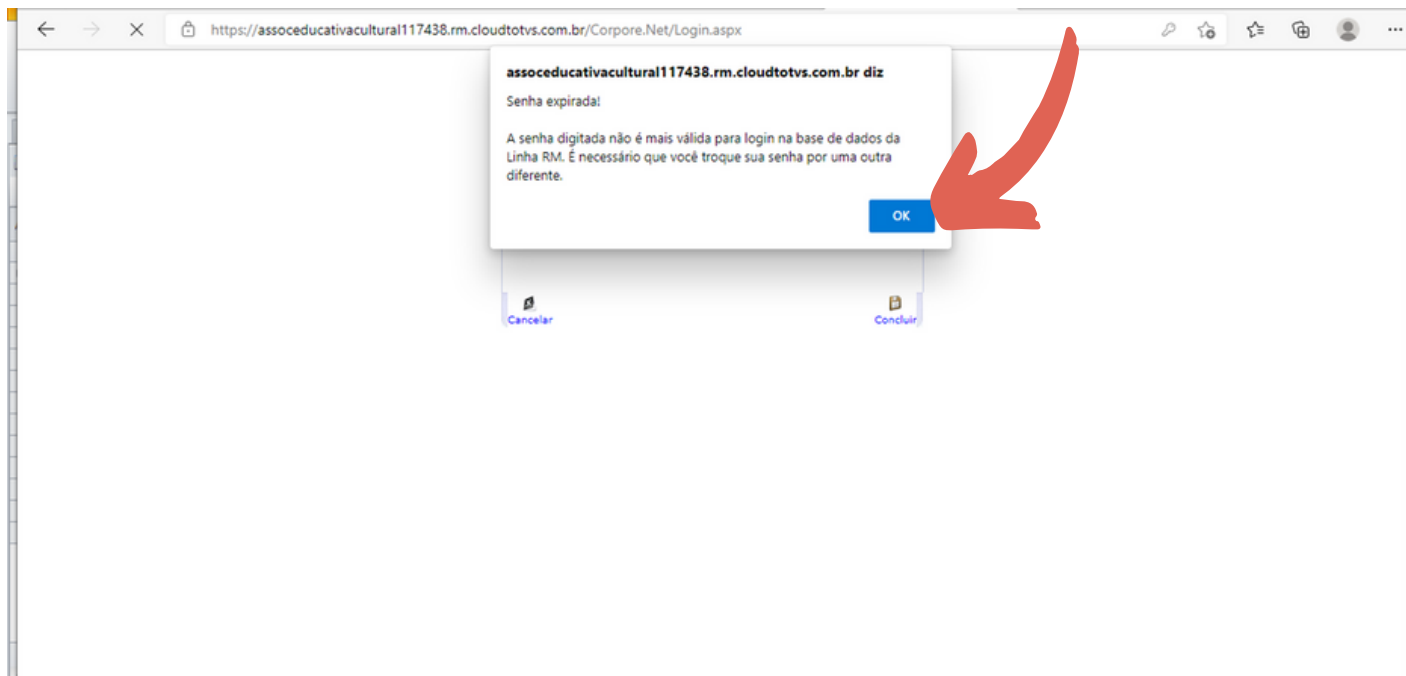 https://assoceducativacultural117438.rm.cloudtotvs.com.br/Corpore.Net/Login.aspx
assoceducativacultural117438.rm.cloudtotvs.com.br diz
Senha expirada!
A senha digitada não é mais válida para login na base de dados da
Linha RM. É necessário que você troque sua senha por uma outra
diferente.
OK
Cancelar
Concluir